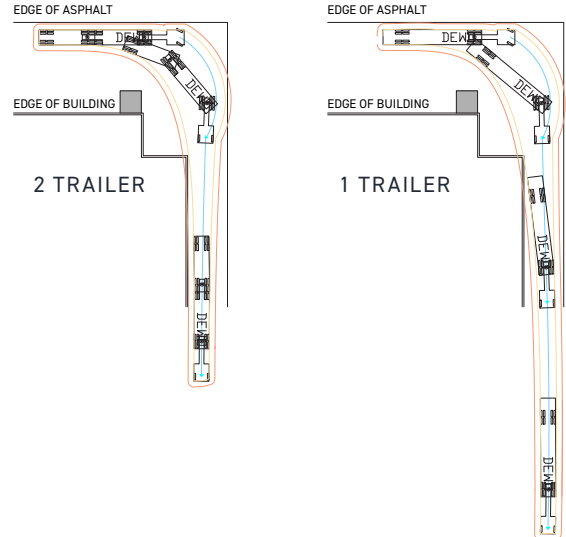 EDGE OF ASPHALT
DEW
DEW
EDGE OF BUILDING
2 TRAILER
DEW
EDGE OF ASPHALT
DEW
DEW
EDGE OF BUILDING
1 TRAILER
DEW
DEW